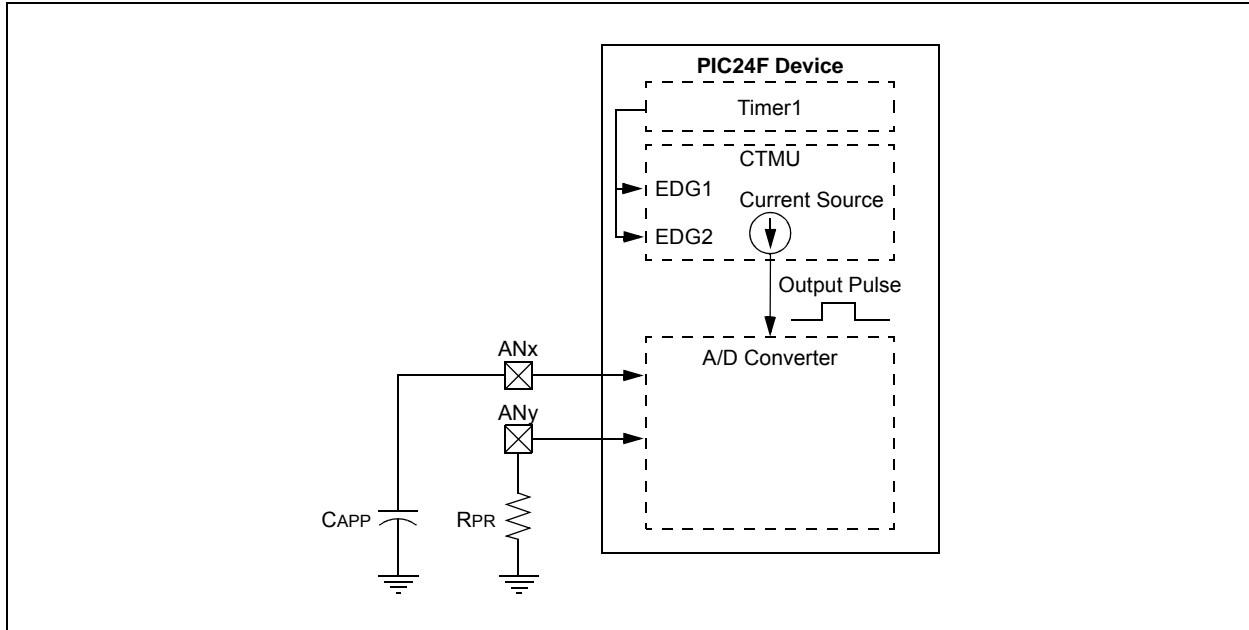 PIC24F Device
Timer1
CTMU
EDG1
Current Source
EDG2
Output Pulse
ANx
A/D Converter
ANy
CAPP
RPR